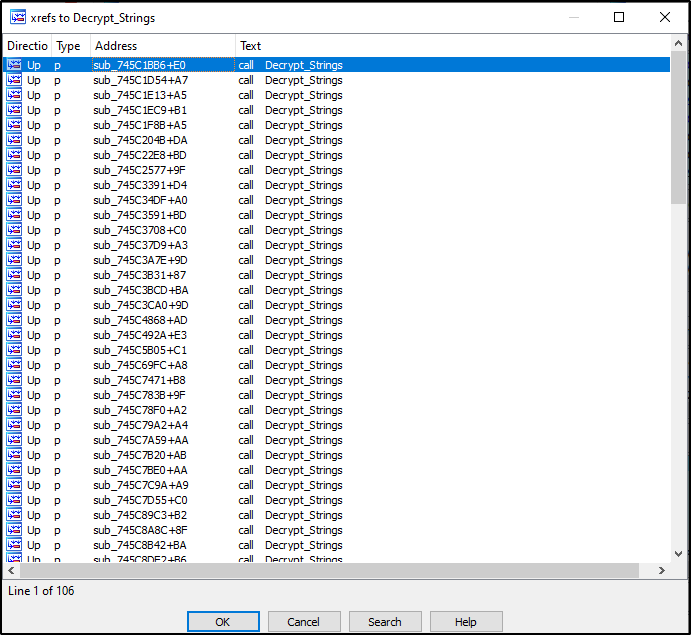 xrefs to Decrypt_Strings
Directio Type Address Text
Up p sub_745C1BB6+E0 call Decrypt_Strings
Up p sub_745C1D54+A7 call Decrypt_Strings
Up p sub_745C1E13+A5 call Decrypt_Strings
Up p sub_745C1EC9+B1 call Decrypt_Strings
Up p sub_745C1F8B+A5 call Decrypt_Strings
Up p sub_745C204B+DA call Decrypt_Strings
Up p sub_745C22E8+BD call Decrypt_Strings
Up p sub_745C2577+9F call Decrypt_Strings
Up p sub_745C3391+D4 call Decrypt_Strings
Up p sub_745C34DF+A0 call Decrypt_Strings
Up p sub_745C3591+BD call Decrypt_Strings
Up p sub_745C3708+C0 call Decrypt_Strings
Up p sub_745C37D9+A3 call Decrypt_Strings
Up p sub_745C3A7E+9D call Decrypt_Strings
Up p sub_745C3B31+87 call Decrypt_Strings
Up p sub_745C3BCD+BA call Decrypt_Strings
Up p sub_745C3CA0+9D call Decrypt_Strings
Up p sub_745C4868+AD call Decrypt_Strings
Up p sub_745C492A+E3 call Decrypt_Strings
Up p sub_745C5B05+C1 call Decrypt_Strings
Up p sub_745C69FC+A8 call Decrypt_Strings
Up p sub_745C7471+B8 call Decrypt_Strings
Up p sub_745C783B+9F call Decrypt_Strings
Up p sub_745C78F0+A2 call Decrypt_Strings
Up p sub_745C79A2+A4 call Decrypt_Strings
Up p sub_745C7A59+AA call Decrypt_Strings
Up p sub_745C7B20+AB call Decrypt_Strings
Up p sub_745C7BE0+AA call Decrypt_Strings
Up p sub_745C7C9A+A9 call Decrypt_Strings
Up p sub_745C7D55+C0 call Decrypt_Strings
Up p sub_745C89C3+B2 call Decrypt_Strings
Up p sub_745C8A8C+8F call Decrypt_Strings
Up p sub_745C8B42+BA call Decrypt_Strings
Up p sub_745C8DE2+B6 call Decrypt_Strings
Line 1 of 106
OK Cancel Search Help